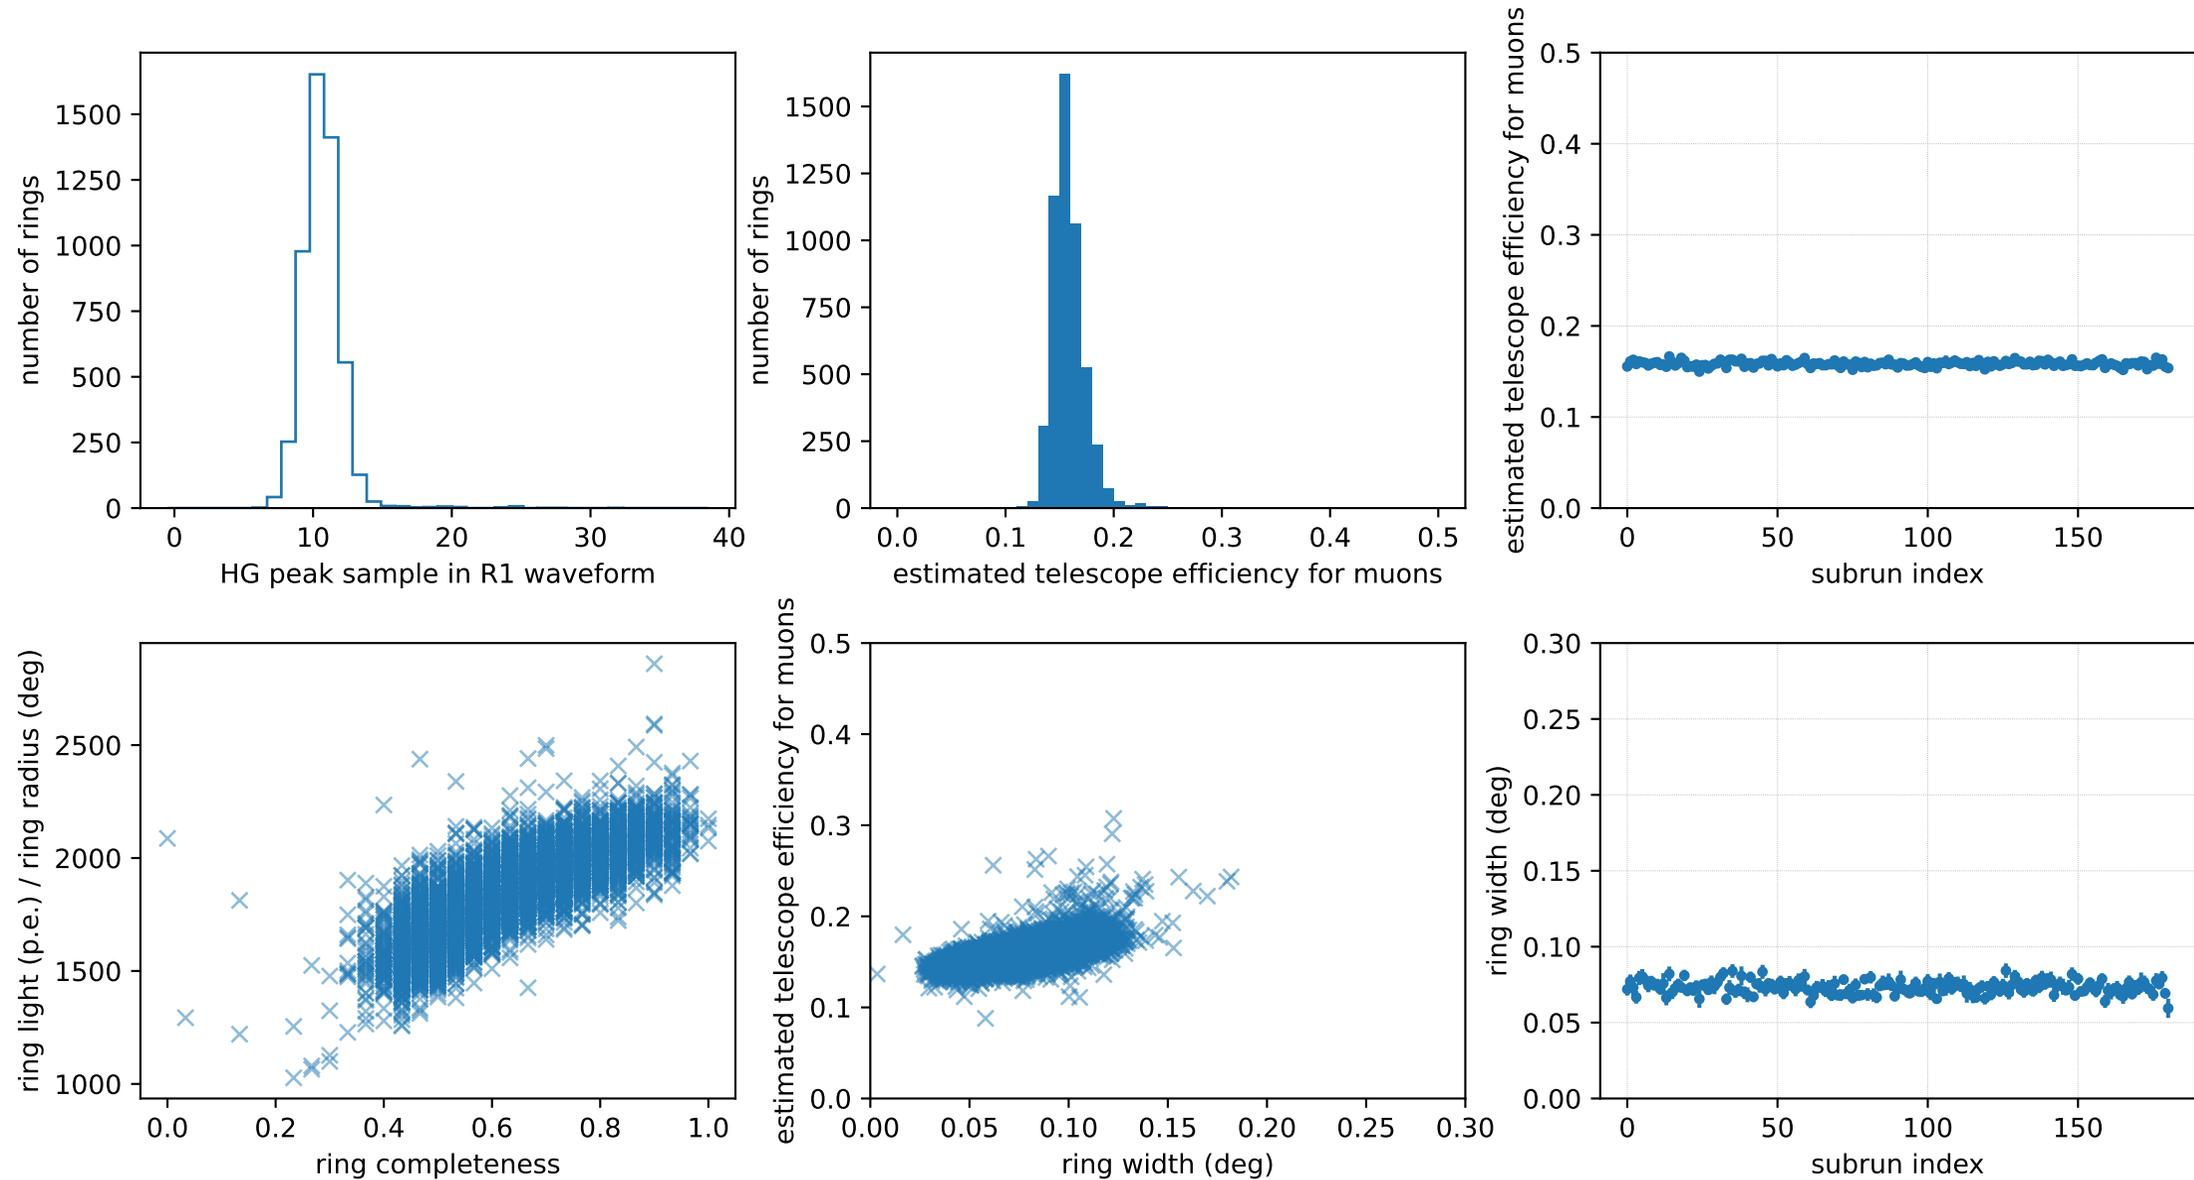 number of rings
1500
1250
1000
750
500
250
0
0 10 20 30 40
HG peak sample in R1 waveform
number of rings
1500
1250
1000
750
500
250
0
0.0 0.1 0.2 0.3 0.4 0.5
estimated telescope efficiency for muons
estimated telescope efficiency for muons
0.5
0.4
0.3
0.2
0.1
0.0
0 50 100 150
subrun index
ring light (p.e.) / ring radius (deg)
2500
2000
1500
1000
0.0 0.2 0.4 0.6 0.8 1.0
ring completeness
estimated telescope efficiency for muons
0.5
0.4
0.3
0.2
0.1
0.0
0.00 0.05 0.10 0.15 0.20 0.25 0.30
ring width (deg)
ring width (deg)
0.30
0.25
0.20
0.15
0.10
0.05
0.00
0 50 100 150
subrun index